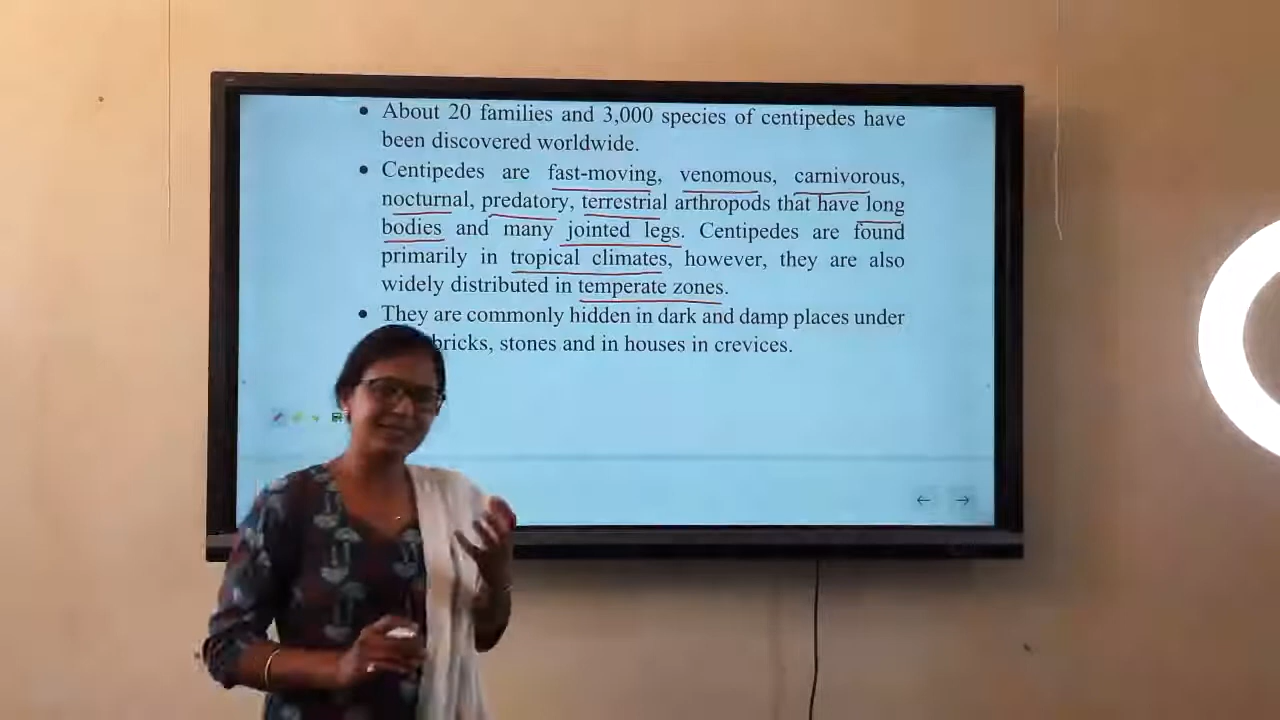 • About 20 families and 3,000 species of centipedes have
been discovered worldwide.
• Centipedes are fast-moving, venomous, carnivorous,
nocturnal, predatory, terrestrial arthropods that have long
bodies and many jointed legs. Centipedes are found
primarily in tropical climates, however, they are also
widely distributed in temperate zones.
• They are commonly hidden in dark and damp places under
bricks, stones and in houses in crevices.